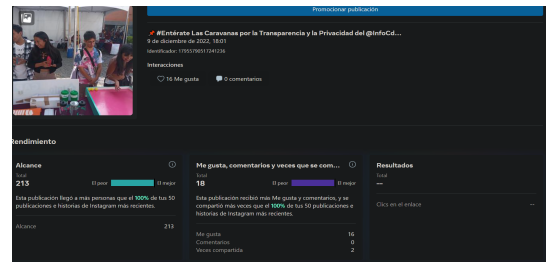 Promocionar publicación
📌 #Entérate Las Caravanas por la Transparencia y la Privacidad del @InfoCd...
9 de diciembre de 2022, 18:01
Identificador: 17955796517241236
Interacciones
16 Me gusta 0 comentarios
Rendimiento
Alcance
Total
213 El peor El mejor
Esta publicación llegó a más personas que el 100% de tus 50
publicaciones e historias de Instagram más recientes.
Alcance 213
Me gusta, comentarios y veces que se com...
Total
18 El peor El mejor
Esta publicación recibió más Me gusta y comentarios, y se
compartió más veces que el 100% de tus 50 publicaciones e
historias de Instagram más recientes.
Me gusta 16
Comentarios 0
Veces compartida 2
Resultados
Total
—
Clics en el enlace —